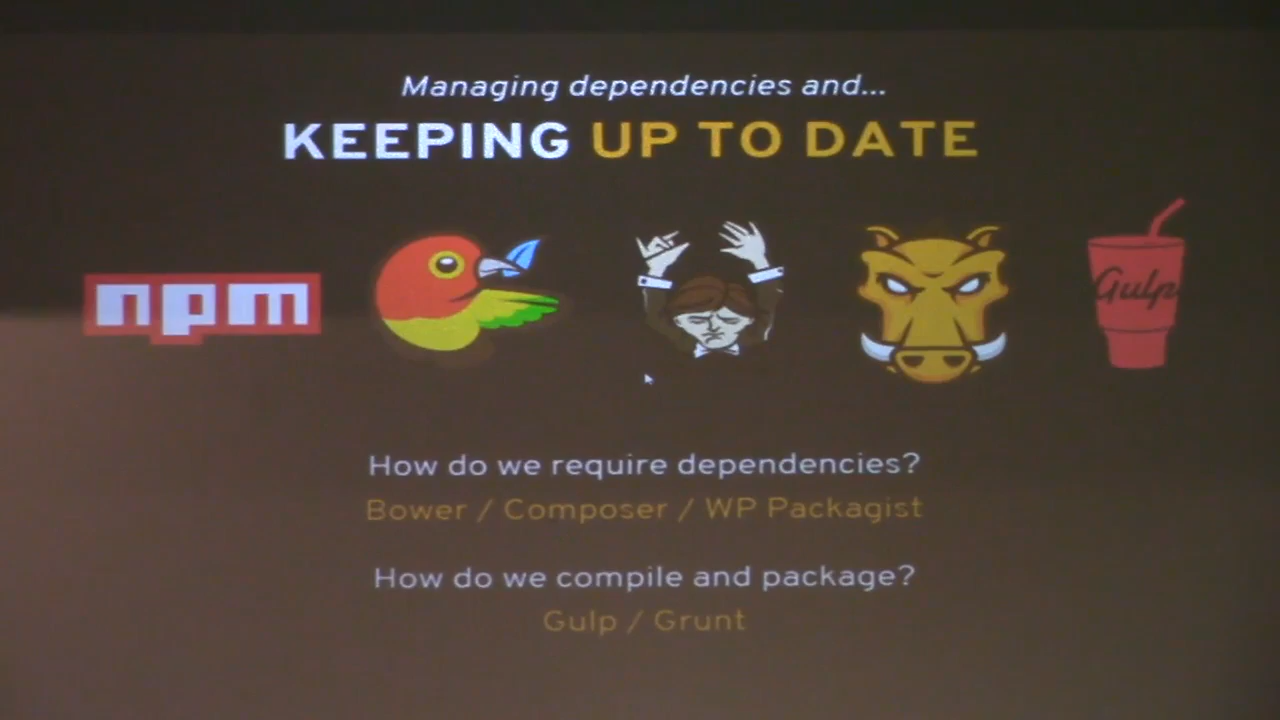 Managing dependencies and...
KEEPING UP TO DATE
npm
Gulp
How do we require dependencies?
Bower / Composer / WP Packagist
How do we compile and package?
Gulp / Grunt